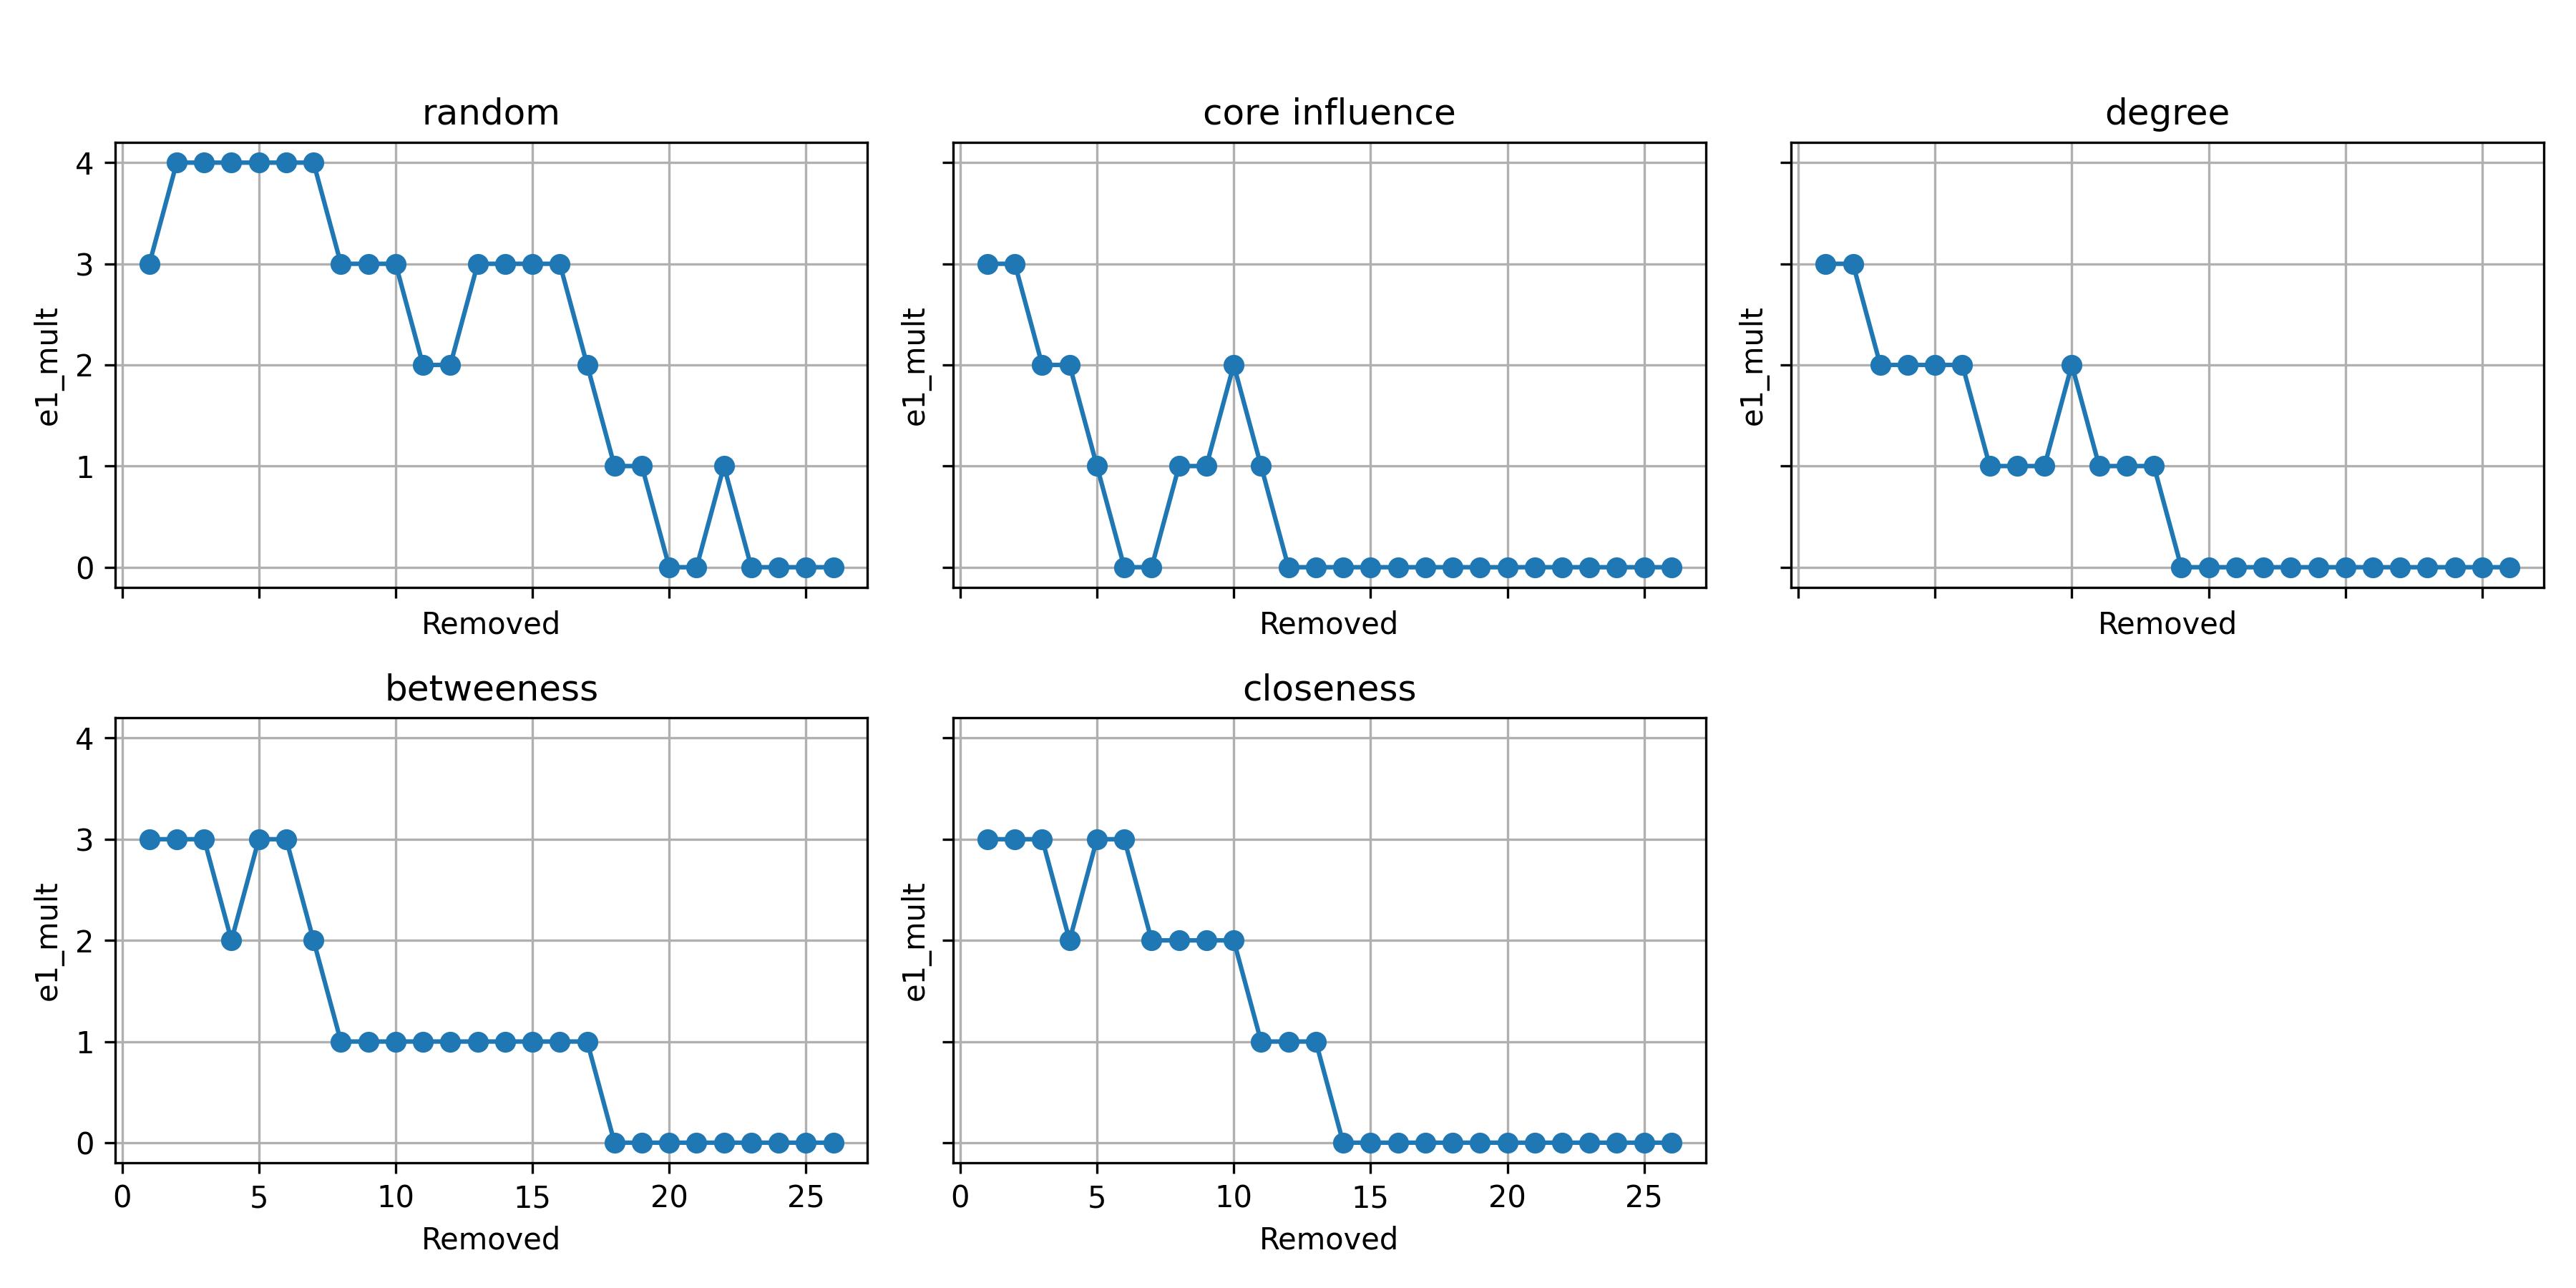 random
core influence
degree
4
3
2
1
0
e1_mult
e1_mult
e1_mult
Removed
Removed
Removed
betweeness
closeness
4
3
2
1
0
e1_mult
e1_mult
0 5 10 15 20 25
0 5 10 15 20 25
Removed
Removed